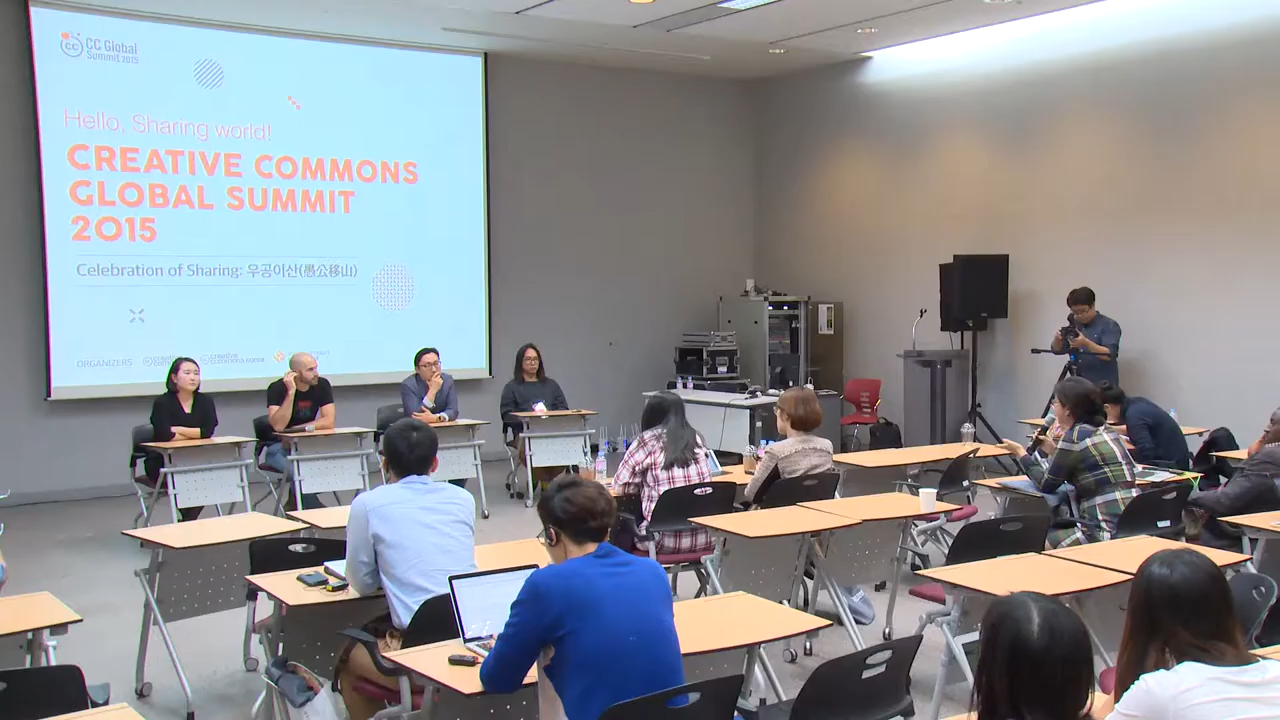 CC Global
Summit 2015
Hello, Sharing world!
CREATIVE COMMONS
GLOBAL SUMMIT
2015
Celebration of Sharing: 우공이산(愚公移山)
ORGANIZERS